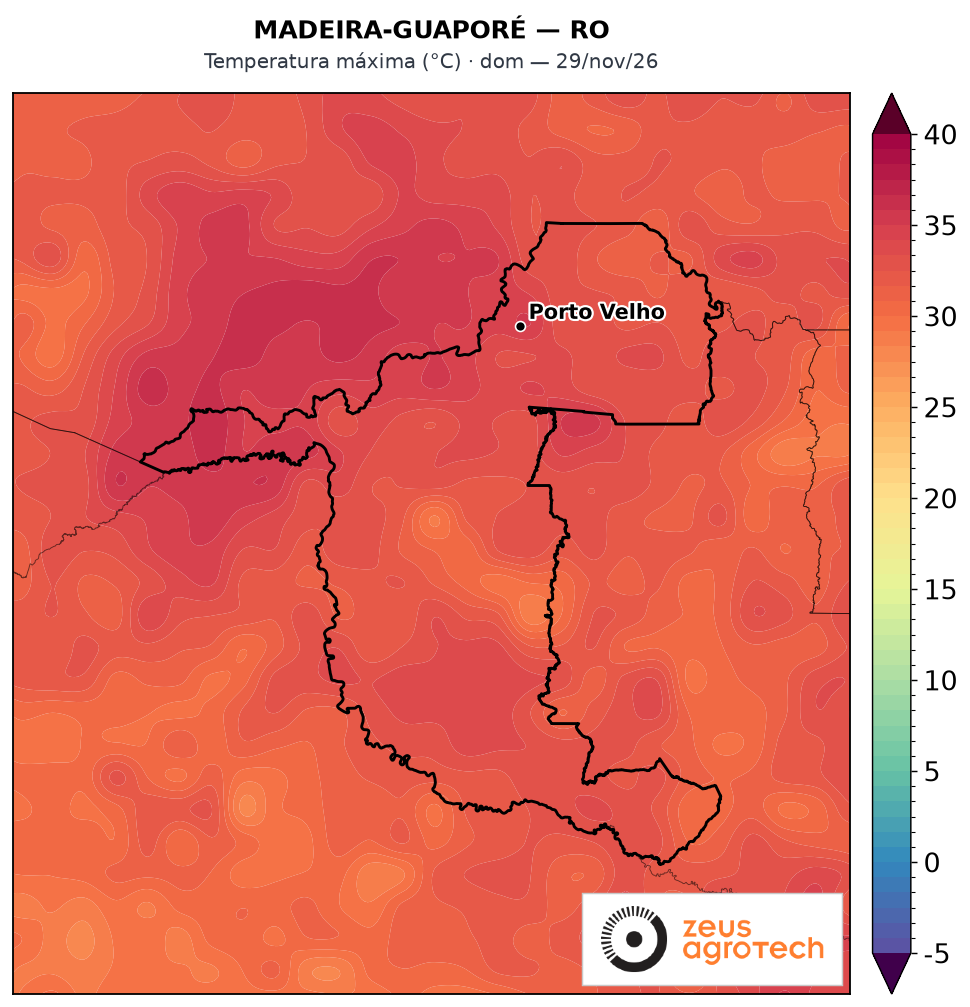 MADEIRA-GUAPORÉ — RO
Temperatura máxima (°C) · dom — 29/nov/26
Porto Velho
40
35
30
25
20
15
10
5
0
-5
zeus
agrotech